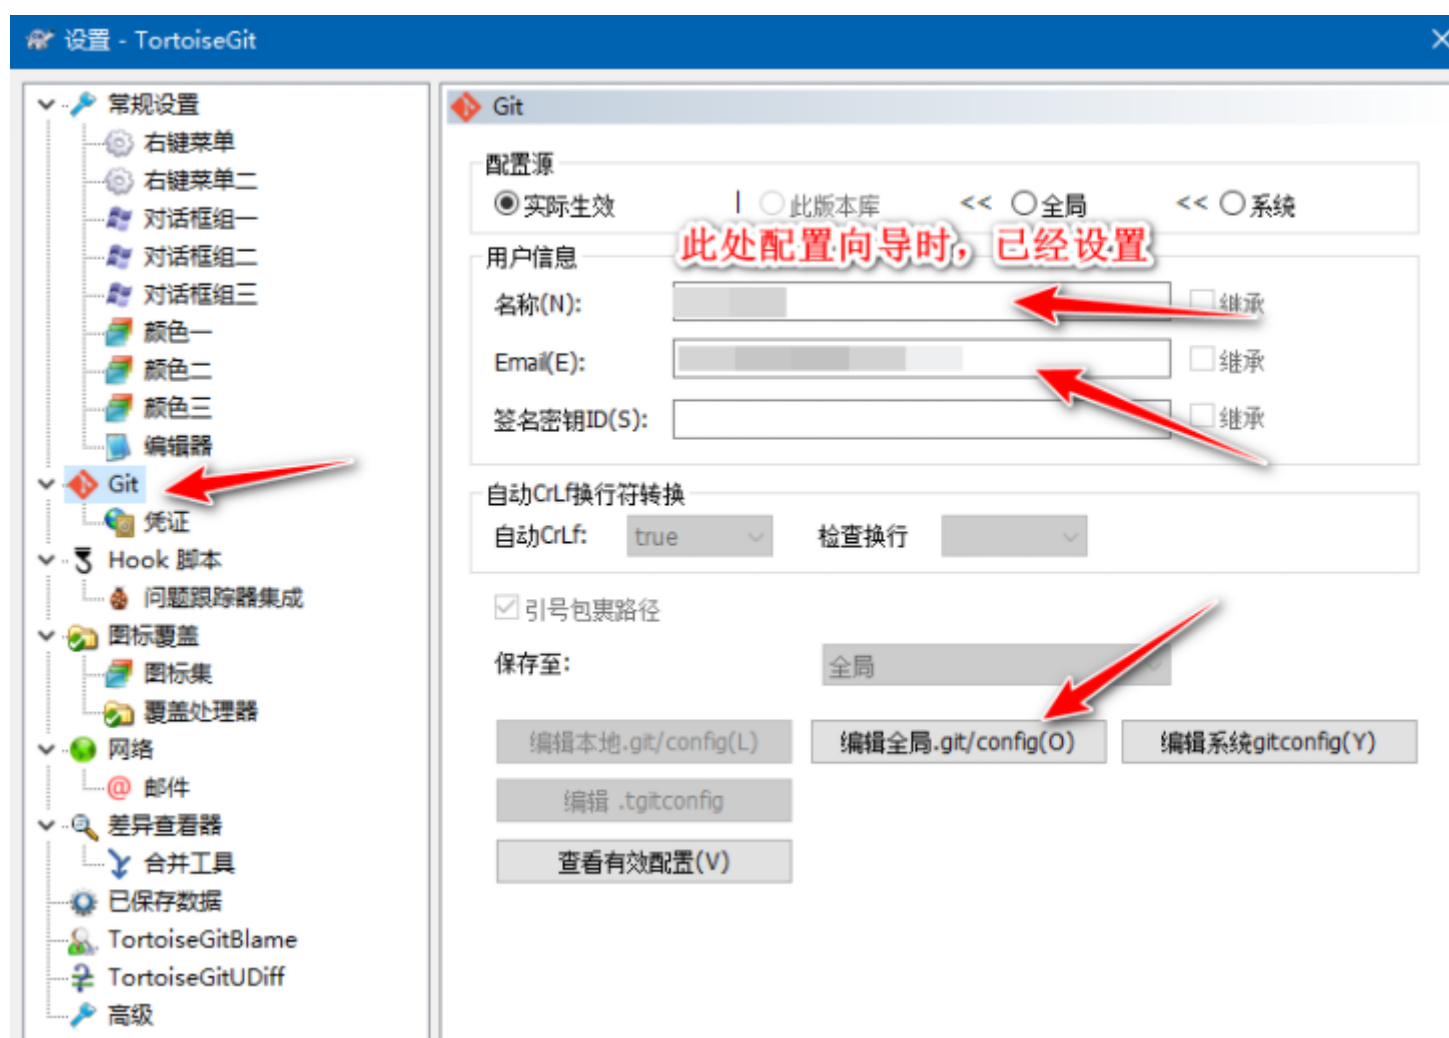 设置 - TortoiseGit
常规设置
右键菜单
右键菜单二
对话框组一
对话框组二
对话框组三
颜色一
颜色二
颜色三
编辑器
Git
凭证
Hook 脚本
问题跟踪器集成
图标覆盖
图标集
覆盖处理器
网络
邮件
差异查看器
合并工具
已保存数据
TortoiseGitBlame
TortoiseGitUDiff
高级
Git
配置源
实际生效 | 此版本库 << 全局 << 系统
此处配置向导时，已经设置
用户信息
名称(N): 继承
Email(E): 继承
签名密钥ID(S): 继承
自动CrLf换行符转换
自动CrLf: true 检查换行
引号包裹路径
保存至: 全局
编辑本地.git/config(L) 编辑全局.git/config(O) 编辑系统gitconfig(Y)
编辑 .tgitconfig
查看有效配置(V)